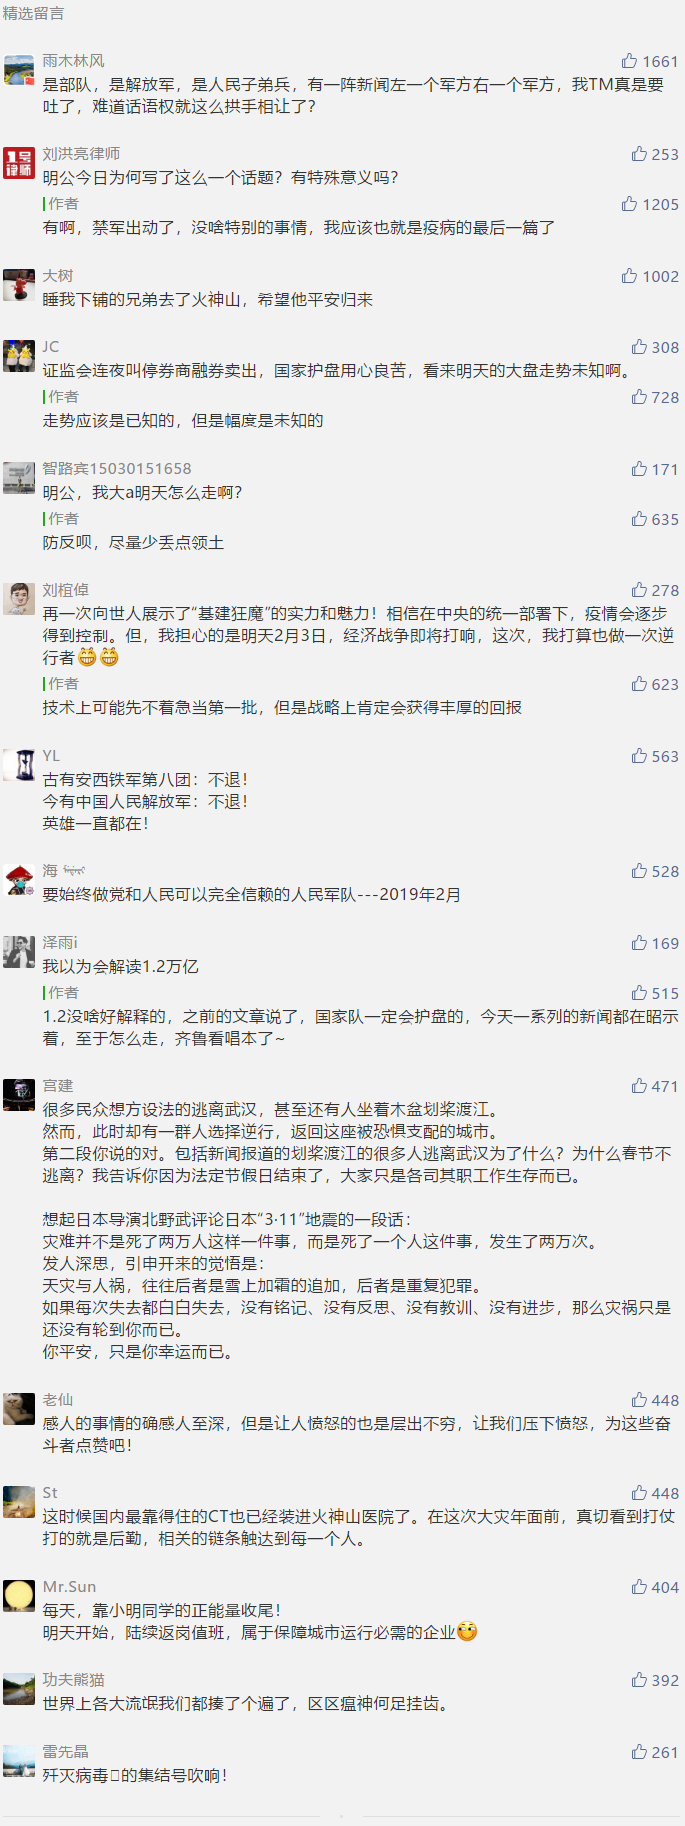 精选留言
雨木林风
1661
是部队，是解放军，是人民子弟兵，有一阵新闻左一个军方右一个军方，我TM真是要
吐了，难道话语权就这么拱手相让了？
1号
律师
刘洪亮律师
253
明公今日为何写了这么一个话题？有特殊意义吗？
作者
1205
有啊，禁军出动了，没啥特别的事情，我应该也就是疫病的最后一篇了
大树
1002
睡我下铺的兄弟去了火神山，希望他平安归来
JC
308
证监会连夜叫停券商融券卖出，国家护盘用心良苦，看来明天的大盘走势未知啊。
作者
728
走势应该是已知的，但是幅度是未知的
智路宾15030151658
171
明公，我大a明天怎么走啊？
作者
635
防反呗，尽量少丢点领土
刘楦倬
278
再一次向世人展示了“基建狂魔”的实力和魅力！相信在中央的统一部署下，疫情会逐步
得到控制。但，我担心的是明天2月3日，经济战争即将打响，这次，我打算也做一次逆
行者😁😁
作者
623
技术上可能先不着急当第一批，但是战略上肯定会获得丰厚的回报
YL
563
古有安西铁军第八团：不退！
今有中国人民解放军：不退！
英雄一直都在！
海
528
要始终做党和人民可以完全信赖的人民军队---2019年2月
泽雨i
169
我以为会解读1.2万亿
作者
515
1.2没啥好解释的，之前的文章说了，国家队一定会护盘的，今天一系列的新闻都在昭示
着，至于怎么走，齐鲁看唱本了~
宫建
471
很多民众想方设法的逃离武汉，甚至还有人坐着木盆划桨渡江。
然而，此时却有一群人选择逆行，返回这座被恐惧支配的城市。
第二段你说的对。包括新闻报道的划桨渡江的很多人逃离武汉为了什么？为什么春节不
逃离？我告诉你因为法定节假日结束了，大家只是各司其职工作生存而已。
想起日本导演北野武评论日本“3·11”地震的一段话：
灾难并不是死了两万人这样一件事，而是死了一个人这件事，发生了两万次。
发人深思，引申开来的觉悟是：
天灾与人祸，往往后者是雪上加霜的追加，后者是重复犯罪。
如果每次失去都白白失去，没有铭记、没有反思、没有教训、没有进步，那么灾祸只是
还没有轮到你而已。
你平安，只是你幸运而已。
老仙
448
感人的事情的确感人至深，但是让人愤怒的也是层出不穷，让我们压下愤怒，为这些奋
斗者点赞吧！
St
448
这时候国内最靠得住的CT也已经装进火神山医院了。在这次大灾年面前，真切看到打仗
打的就是后勤，相关的链条触达到每一个人。
Mr.Sun
404
每天，靠小明同学的正能量收尾！
明天开始，陆续返岗值班，属于保障城市运行必需的企业
功夫熊猫
392
世界上各大流氓我们都揍了个遍了，区区瘟神何足挂齿。
雷先晶
261
歼灭病毒的集结号吹响！